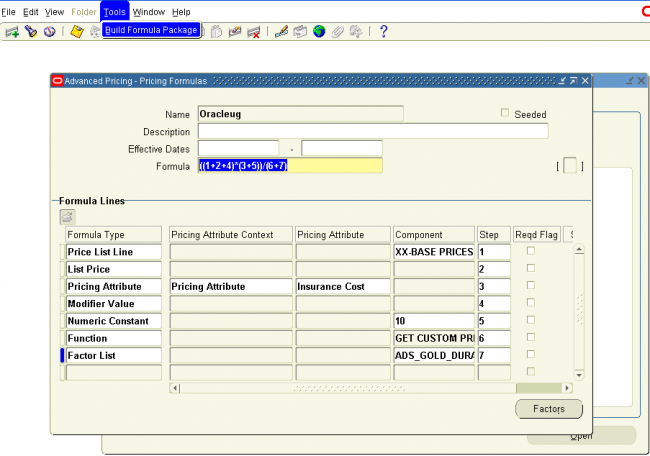 File Edit View Folder Tools Window Help
Build Formula Package
Advanced Pricing - Pricing Formulas
Name Oracleug Seeded
Description
Effective Dates -
Formula ((1+2+4)*(3+5))/(6+7) [ ]
Formula Lines
Formula Type Pricing Attribute Context Pricing Attribute Component Step Reqd Flag
Price List Line XX-BASE PRICES 1
List Price 2
Pricing Attribute Pricing Attribute Insurance Cost 3
Modifier Value 4
Numeric Constant 10 5
Function GET CUSTOM PRI 6
Factor List ADS_GOLD_DURA 7
Factors
Open